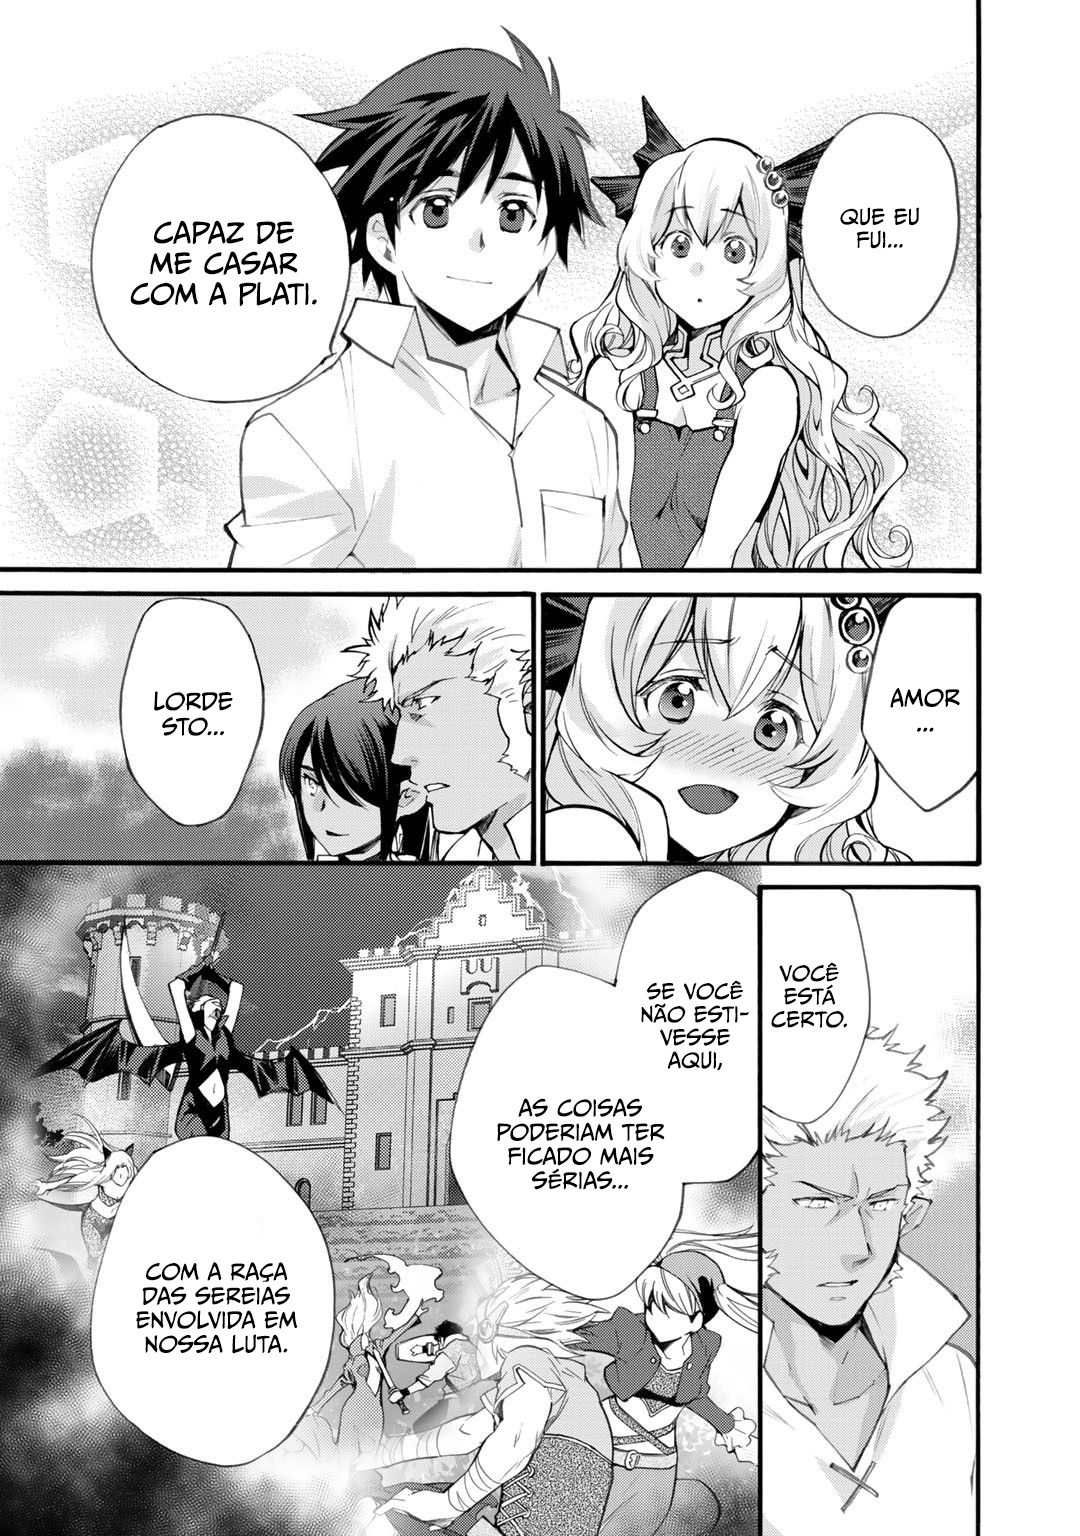 QUE EU
FUI...
CAPAZ DE
ME CASAR
COM A PLATI.
AMOR
...
LORDE
STO...
VOCÊ
ESTÁ
CERTO.
SE VOCÊ
NÃO ESTI-
VESSE
AQUI,
AS COISAS
PODERIAM TER
FICADO MAIS
SÉRIAS...
COM A RAÇA
DAS SEREIAS
ENVOLVIDA EM
NOSSA LUTA.